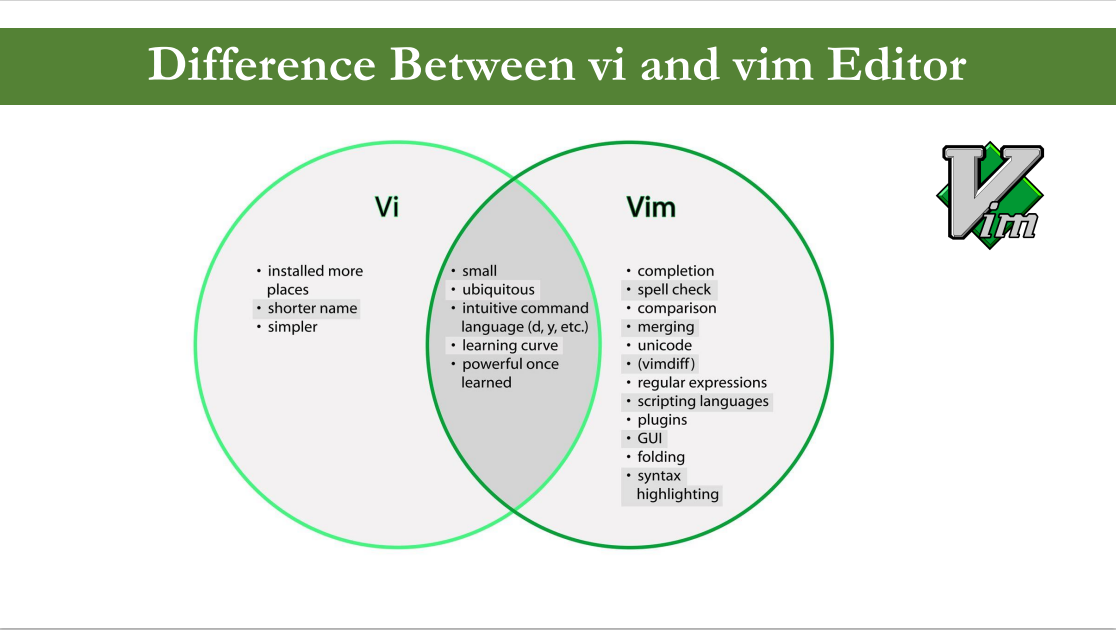 Difference Between vi and vim Editor
Vi
• installed more
places
• shorter name
• simpler
• small
• ubiquitous
• intuitive command
language (d, y, etc.)
• learning curve
• powerful once
learned
Vim
• completion
• spell check
• comparison
• merging
• unicode
• (vimdiff)
• regular expressions
• scripting languages
• plugins
• GUI
• folding
• syntax
highlighting
Vim